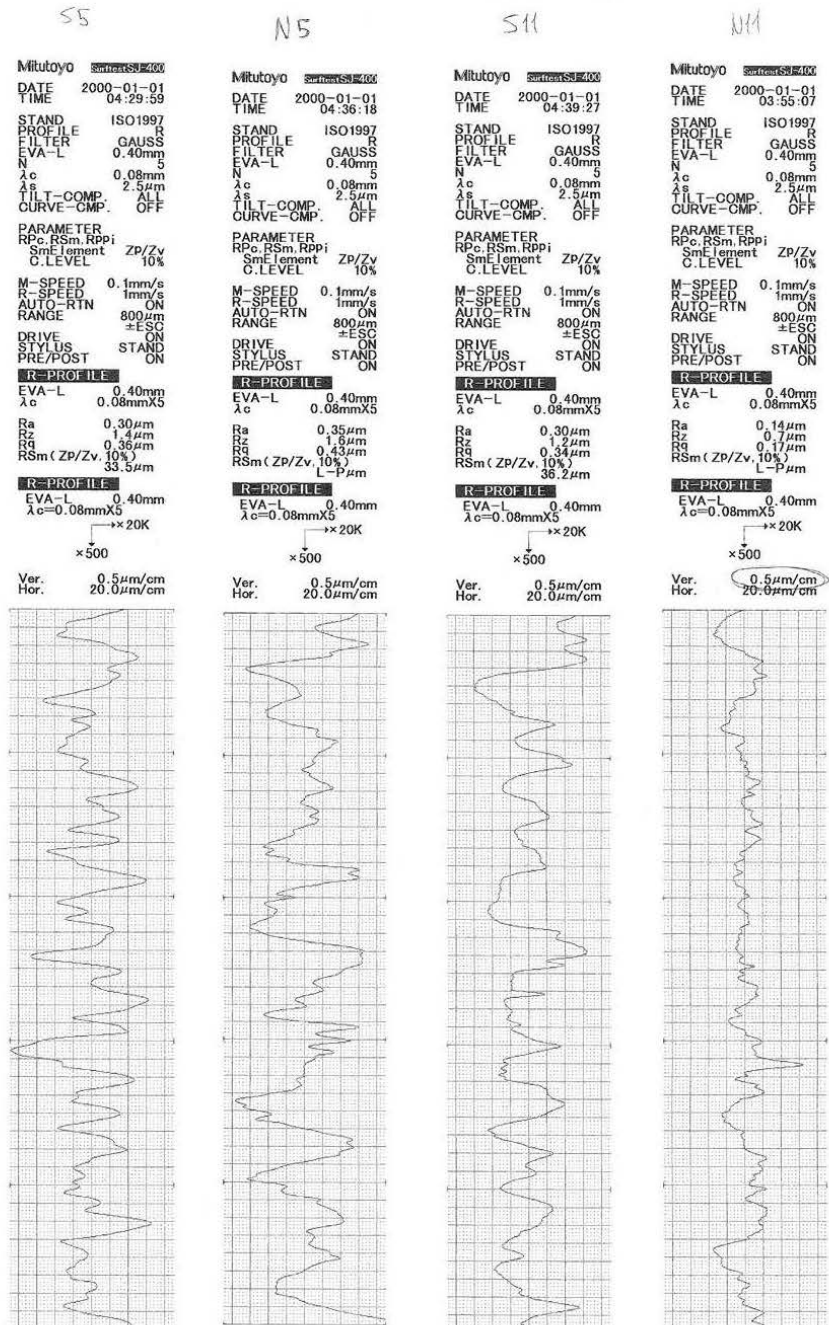 S5
Mitutoyo SurftestSJ-400
DATE 2000-01-01
TIME 04:29:59
STAND ISO1997
PROFILE R
FILTER GAUSS
EVA-L 0.40mm
N 5
λc 0.08mm
λs 2.5μm
TILT-COMP. ALL
CURVE-CMP. OFF
PARAMETER
RPc.RSm.RPPi
SmElement ZP/Zv
C.LEVEL 10%
M-SPEED 0.1mm/s
R-SPEED 1mm/s
AUTO-RTN ON
RANGE 800μm
±ESC
DRIVE ON
STYLUS STAND
PRE/POST ON
R-PROFILE
EVA-L 0.40mm
λc 0.08mmX5
Ra 0.30μm
Rz 1.4μm
Rq 0.36μm
RSm(ZP/Zv.10%)
33.5μm
R-PROFILE
EVA-L 0.40mm
λc=0.08mmX5
×20K
×500
Ver. 0.5μm/cm
Hor. 20.0μm/cm
N5
Mitutoyo SurftestSJ-400
DATE 2000-01-01
TIME 04:36:18
STAND ISO1997
PROFILE R
FILTER GAUSS
EVA-L 0.40mm
N 5
λc 0.08mm
λs 2.5μm
TILT-COMP. ALL
CURVE-CMP. OFF
PARAMETER
RPc.RSm.RPPi
SmElement ZP/Zv
C.LEVEL 10%
M-SPEED 0.1mm/s
R-SPEED 1mm/s
AUTO-RTN ON
RANGE 800μm
±ESC
DRIVE ON
STYLUS STAND
PRE/POST ON
R-PROFILE
EVA-L 0.40mm
λc 0.08mmX5
Ra 0.35μm
Rz 1.6μm
Rq 0.43μm
RSm(ZP/Zv.10%)
L-Pμm
R-PROFILE
EVA-L 0.40mm
λc=0.08mmX5
×20K
×500
Ver. 0.5μm/cm
Hor. 20.0μm/cm
S11
Mitutoyo SurftestSJ-400
DATE 2000-01-01
TIME 04:39:27
STAND ISO1997
PROFILE R
FILTER GAUSS
EVA-L 0.40mm
N 5
λc 0.08mm
λs 2.5μm
TILT-COMP. ALL
CURVE-CMP. OFF
PARAMETER
RPc.RSm.RPPi
SmElement ZP/Zv
C.LEVEL 10%
M-SPEED 0.1mm/s
R-SPEED 1mm/s
AUTO-RTN ON
RANGE 800μm
±ESC
DRIVE ON
STYLUS STAND
PRE/POST ON
R-PROFILE
EVA-L 0.40mm
λc 0.08mmX5
Ra 0.30μm
Rz 1.2μm
Rq 0.34μm
RSm(ZP/Zv.10%)
36.2μm
R-PROFILE
EVA-L 0.40mm
λc=0.08mmX5
×20K
×500
Ver. 0.5μm/cm
Hor. 20.0μm/cm
N11
Mitutoyo SurftestSJ-400
DATE 2000-01-01
TIME 03:55:07
STAND ISO1997
PROFILE R
FILTER GAUSS
EVA-L 0.40mm
N 5
λc 0.08mm
λs 2.5μm
TILT-COMP. ALL
CURVE-CMP. OFF
PARAMETER
RPc.RSm.RPPi
SmElement ZP/Zv
C.LEVEL 10%
M-SPEED 0.1mm/s
R-SPEED 1mm/s
AUTO-RTN ON
RANGE 800μm
±ESC
DRIVE ON
STYLUS STAND
PRE/POST ON
R-PROFILE
EVA-L 0.40mm
λc 0.08mmX5
Ra 0.14μm
Rz 0.7μm
Rq 0.17μm
RSm(ZP/Zv.10%)
L-Pμm
R-PROFILE
EVA-L 0.40mm
λc=0.08mmX5
×20K
×500
Ver. 0.5μm/cm
Hor. 20.0μm/cm